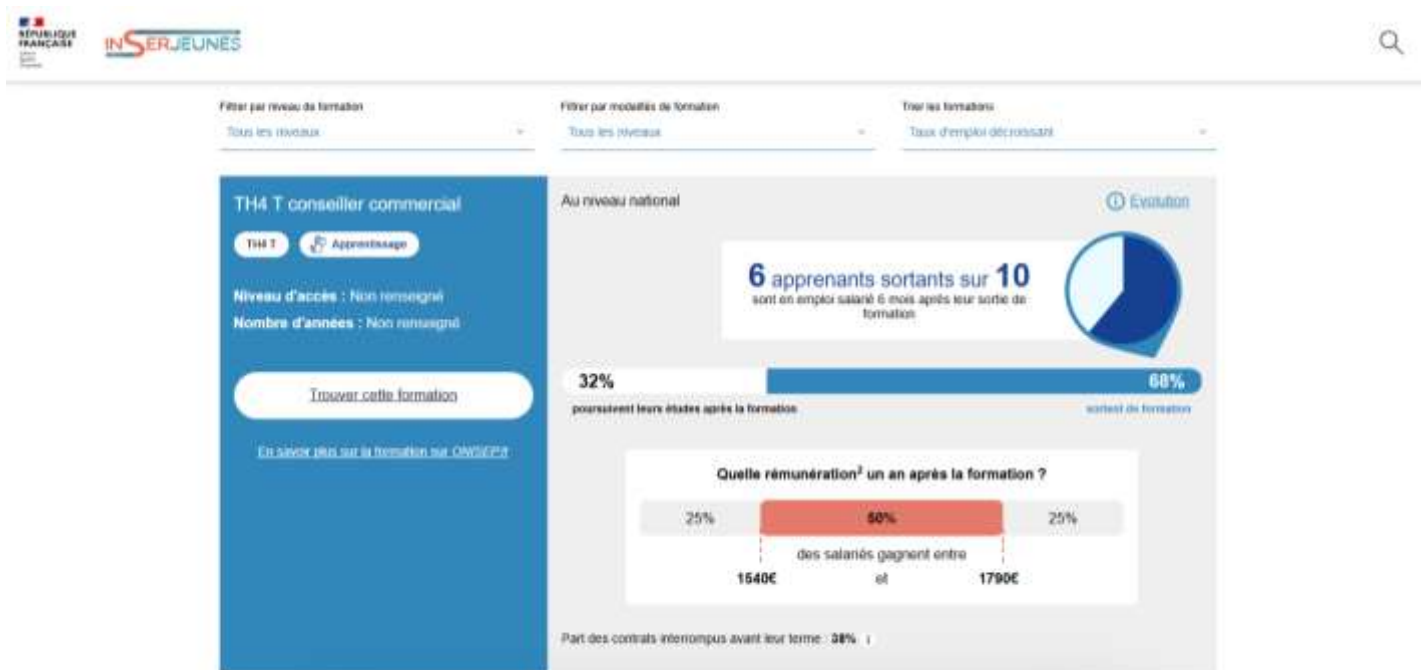 RÉPUBLIQUE
FRANÇAISE
INSERJEUNES
Filtrer par niveau de formation
Tous les niveaux
Filtrer par modalités de formation
Tous les niveaux
Trier les formations
Taux d'emploi décroissant
TH4 T conseiller commercial
TH4 T
Apprentissage
Niveau d'accès : Non renseigné
Nombre d'années : Non renseigné
Trouver cette formation
En savoir plus sur la formation sur ONISEP.fr
Au niveau national
Evolution
6 apprenants sortants sur 10
sont en emploi salarié 6 mois après leur sortie de
formation
32%
68%
poursuivent leurs études après la formation
sortent de formation
Quelle rémunération² un an après la formation ?
25%
50%
25%
des salariés gagnent entre
1540€ et 1790€
Part des contrats interrompus avant leur terme : 38%